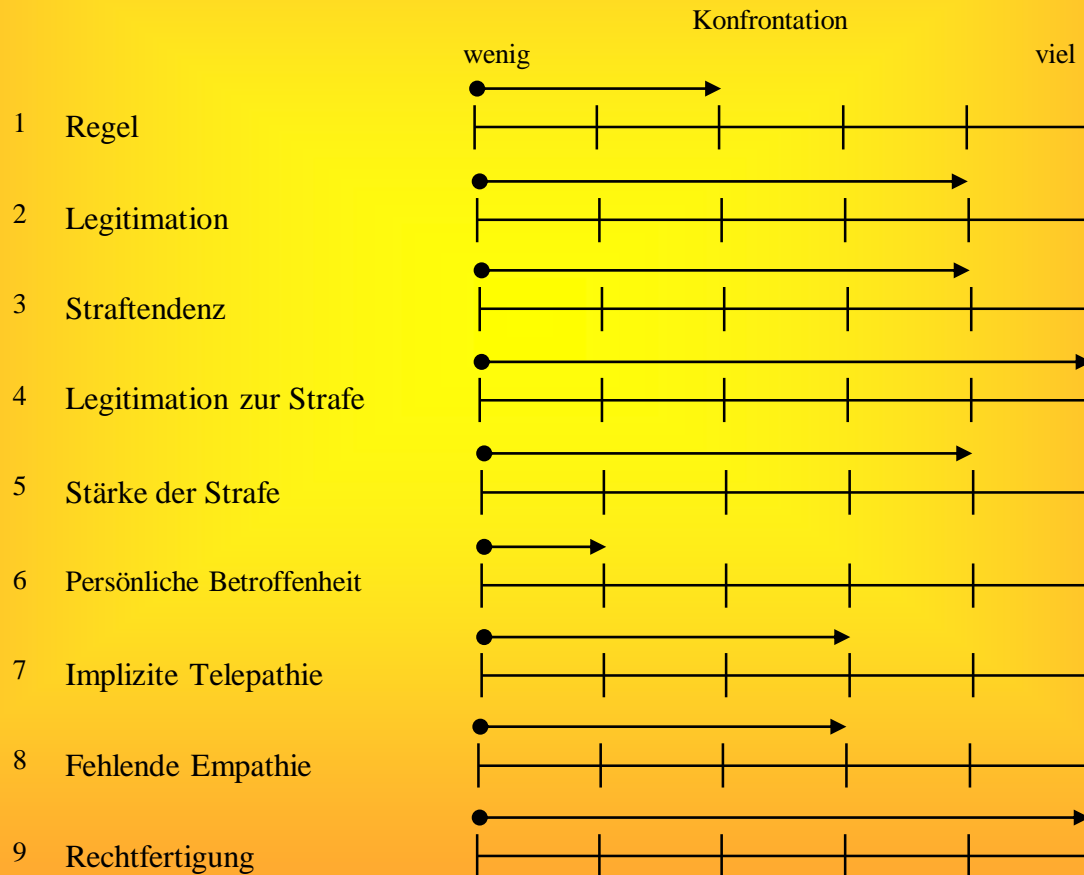 Konfrontation
wenig viel
1 Regel
2 Legitimation
3 Straftendenz
4 Legitimation zur Strafe
5 Stärke der Strafe
6 Persönliche Betroffenheit
7 Implizite Telepathie
8 Fehlende Empathie
9 Rechtfertigung